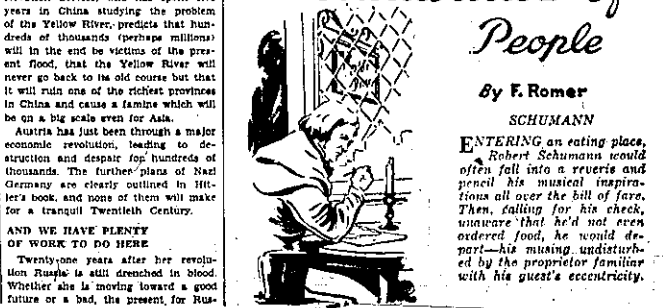 years in China studying the problem
of the Yellow River, predicts that hun-
dreds of thousands (perhaps millions)
will in the end be victims of the pres-
ent flood, that the Yellow River will
never go back to its old course but that
it will ruin one of the richest provinces
in China and cause a famine which will
be on a big scale even for Asia.
Austria has just been through a major
economic revolution, leading to de-
struction and despair for hundreds of
thousands. The further plans of Nazi
Germany are clearly outlined in Hit-
ler's book, and none of them will make
for a tranquil Twentieth Century.
AND WE HAVE PLENTY
OF WORK TO DO HERE
Twenty-one years after her revolu-
tion Russia is still drenched in blood.
Whether she is moving toward a good
future or a bad, the present for Rus-
of
People
By F. Romer
SCHUMANN
ENTERING an eating place,
Robert Schumann would
often fall into a reverie and
pencil his musical inspira-
tions all over the bill of fare.
Then, calling for his check,
unaware that he'd not even
ordered food, he would de-
part—his musing undisturb-
ed by the proprietor familiar
with his guest's eccentricity.